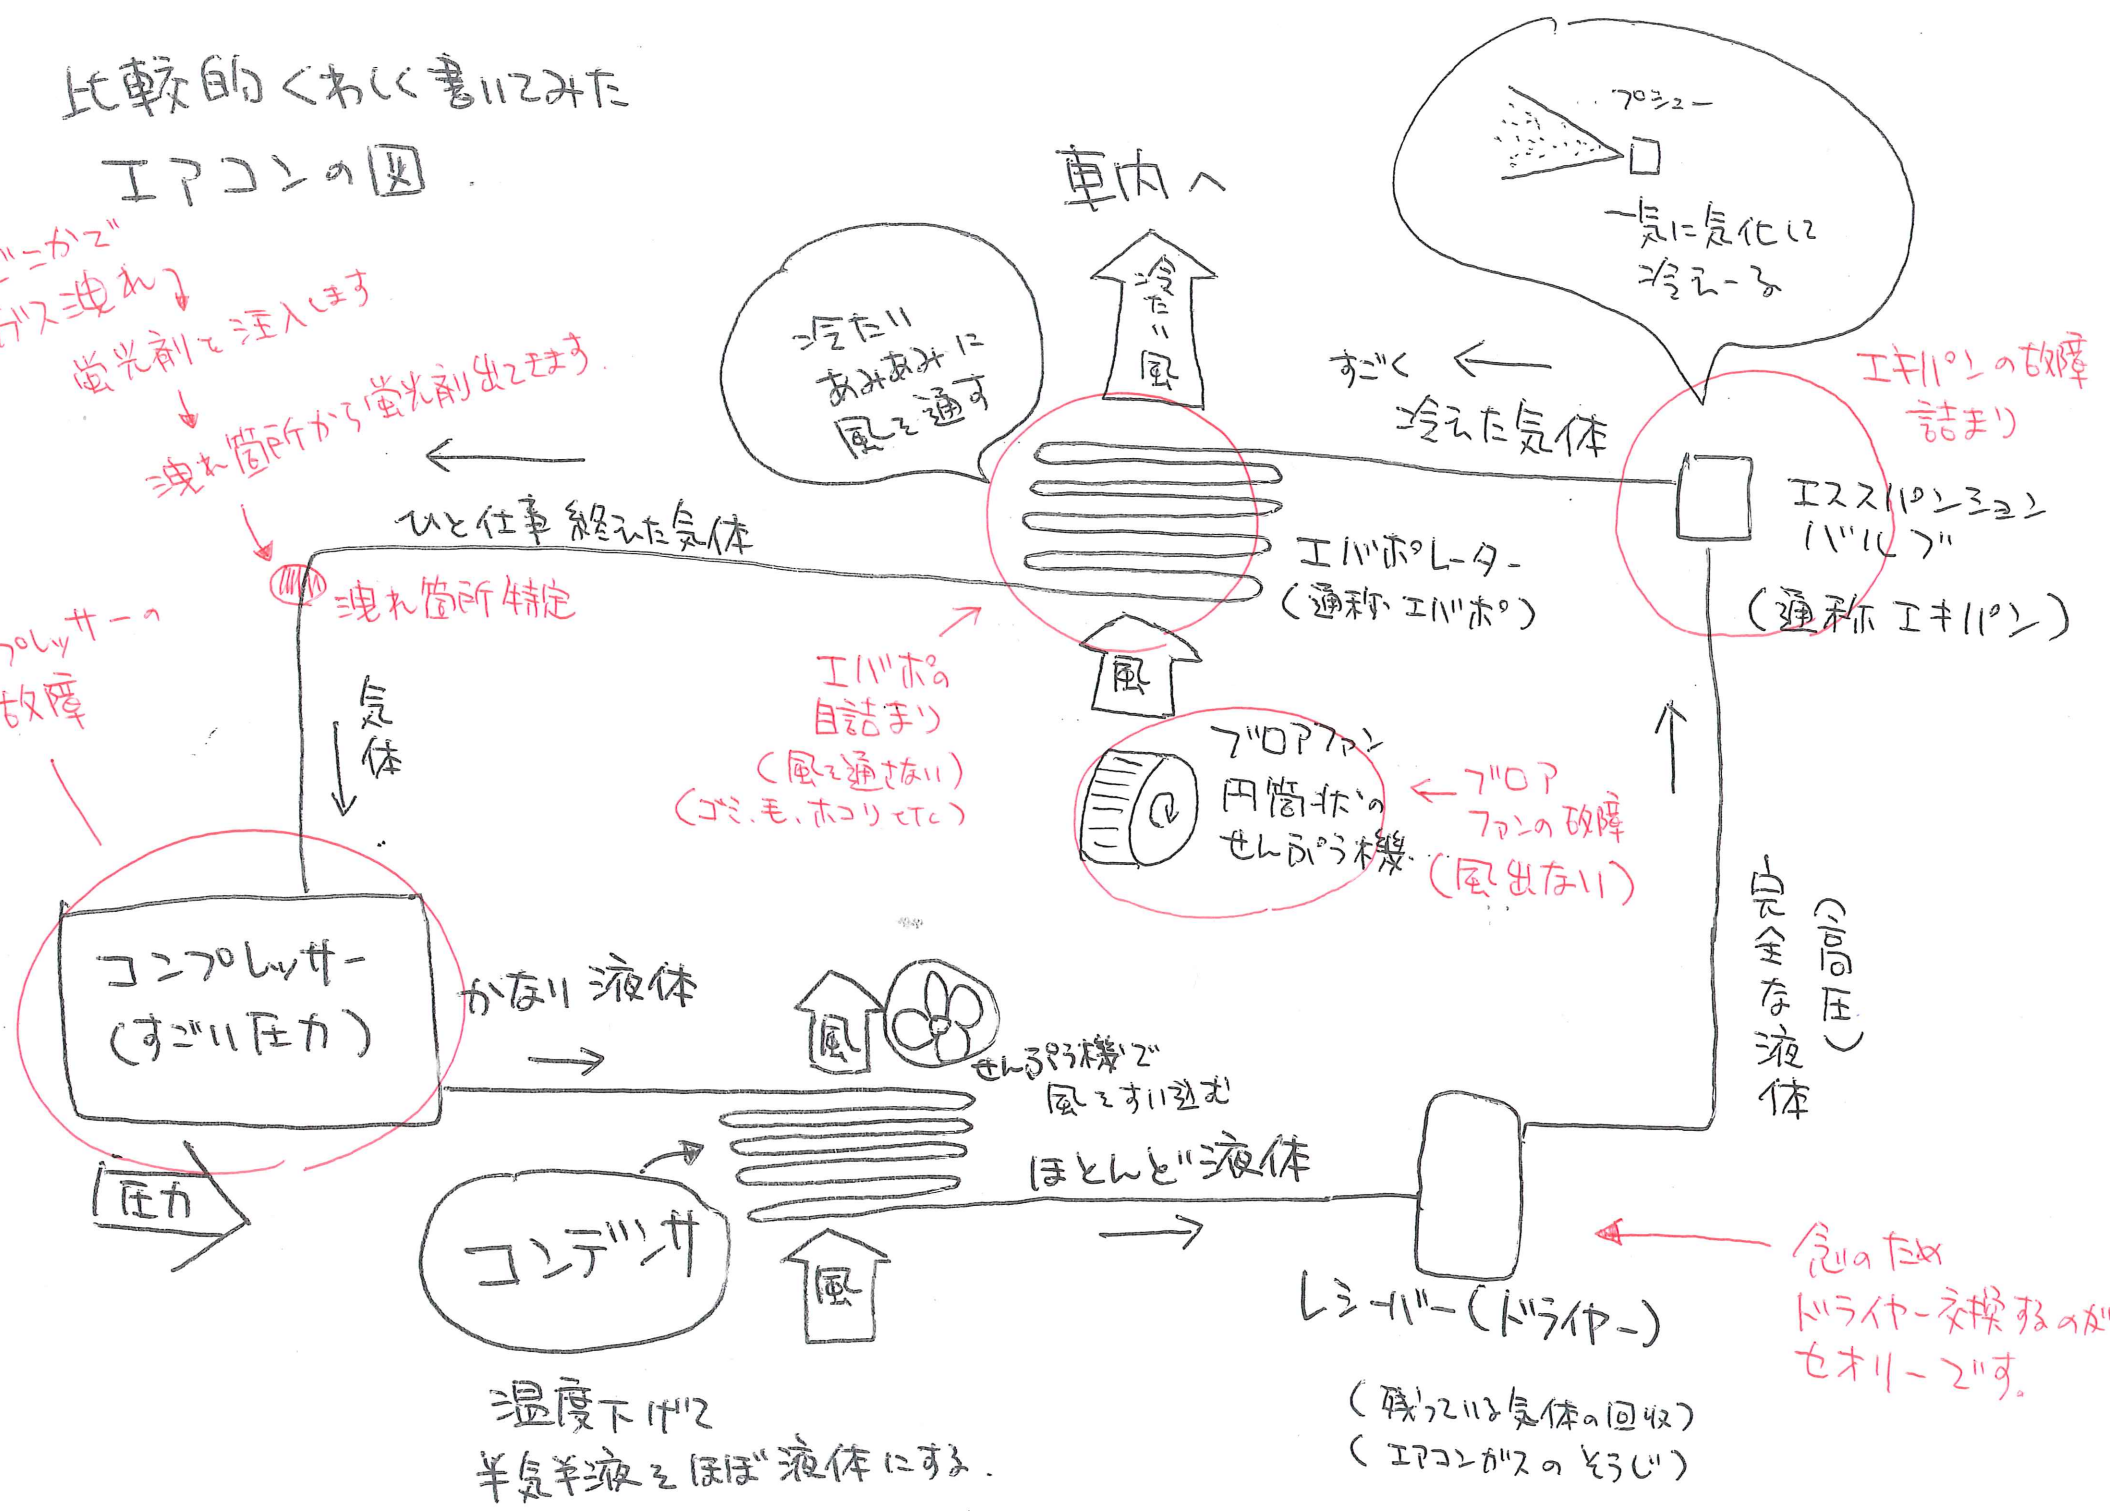 比較的くわしく書いてみた
エアコンの図
どこかで
ガス洩れ
蛍光剤を注入します
洩れ箇所から蛍光剤出てきます。
洩れ箇所特定
プシュー
一気に気化して
冷えーる
車内へ
冷たい風
冷たい
あみあみに
風を通す
すごく
冷えた気体
エキパンの故障
詰まり
エススパンション
バルブ
(通称 エキパン)
ひと仕事 終えた気体
エバポレーター
(通称 エバポ)
プレッサーの
故障
気体
エバポの
目詰まり
(風を通さない)
(ゴミ、毛、ホコリ etc)
風
ブロアファン
円筒状の
せんぷう機
ブロア
ファンの故障
(風出ない)
完全な液体
(高圧)
コンプレッサー
(すごい圧力)
圧力
かなり 液体
風
せんぷう機で
風をすい込む
コンデンサ
風
ほとんど 液体
レシーバー(ドライヤー)
(残っている気体の回収)
(エアコンガスの そうじ)
念のため
ドライヤー交換するのが
セオリーです。
温度下げて
半気半液をほぼ液体にする.